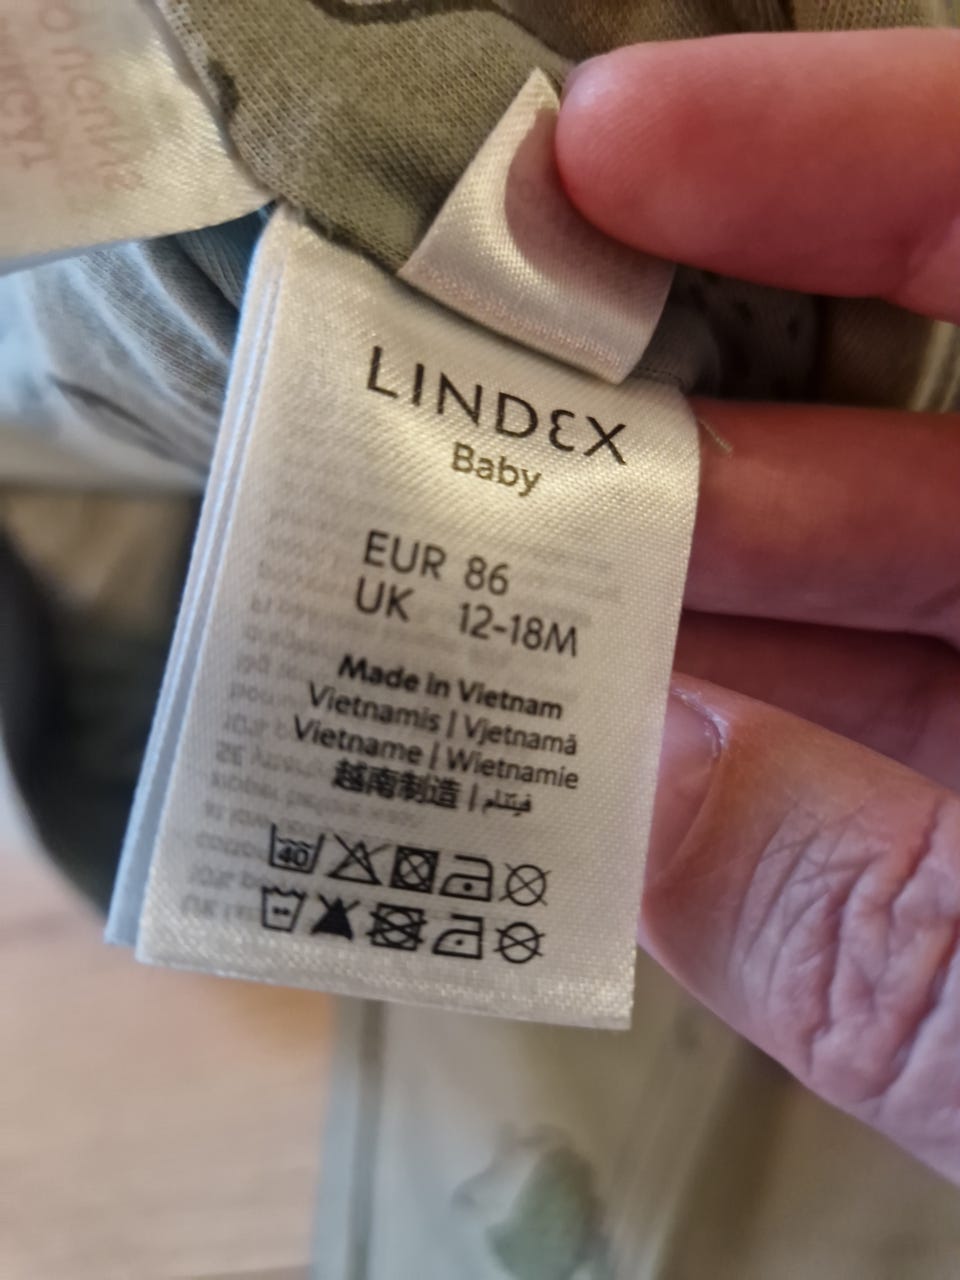 LINDEX
Baby
EUR 86
UK 12-18M
Made in Vietnam
Vietnamis | Vjetnamā
Vietname | Wietnamie
越南制造 | فيتنام
40